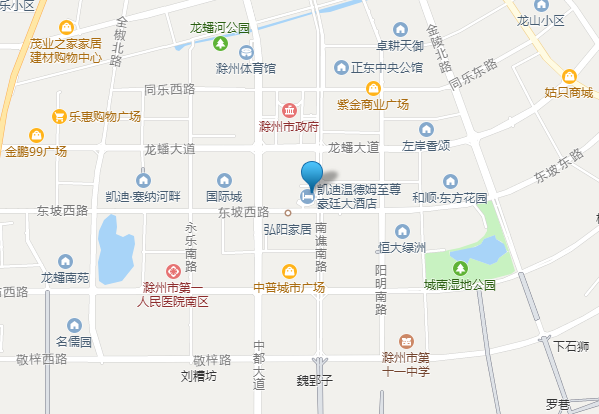 乐小区
全椒北路
龙蟠河公园
金陵北路
龙山小区
茂业之家家居
建材购物中心
滁州体育馆
卓耕天御
正东中央公馆
同乐东路
同乐西路
紫金商业广场
姑只商城
乐惠购物广场
滁州市政府
金鹏99广场
龙蟠大道
龙蟠大道
左岸香颂
东坡东路
凯迪·塞纳河畔
国际城
凯迪温德姆至尊
豪廷大酒店
和顺·东方花园
东坡西路
东坡西路
永乐南路
弘阳家居
南谯南路
恒大绿洲
龙蟠南苑
滁州市第一
人民医院南区
中普城市广场
阳明南路
城南湿地公园
西路
名儒园
中都大道
下石狮
敬梓西路
敬梓路
滁州市第
十一中学
刘糟坊
魏郢子
罗巷